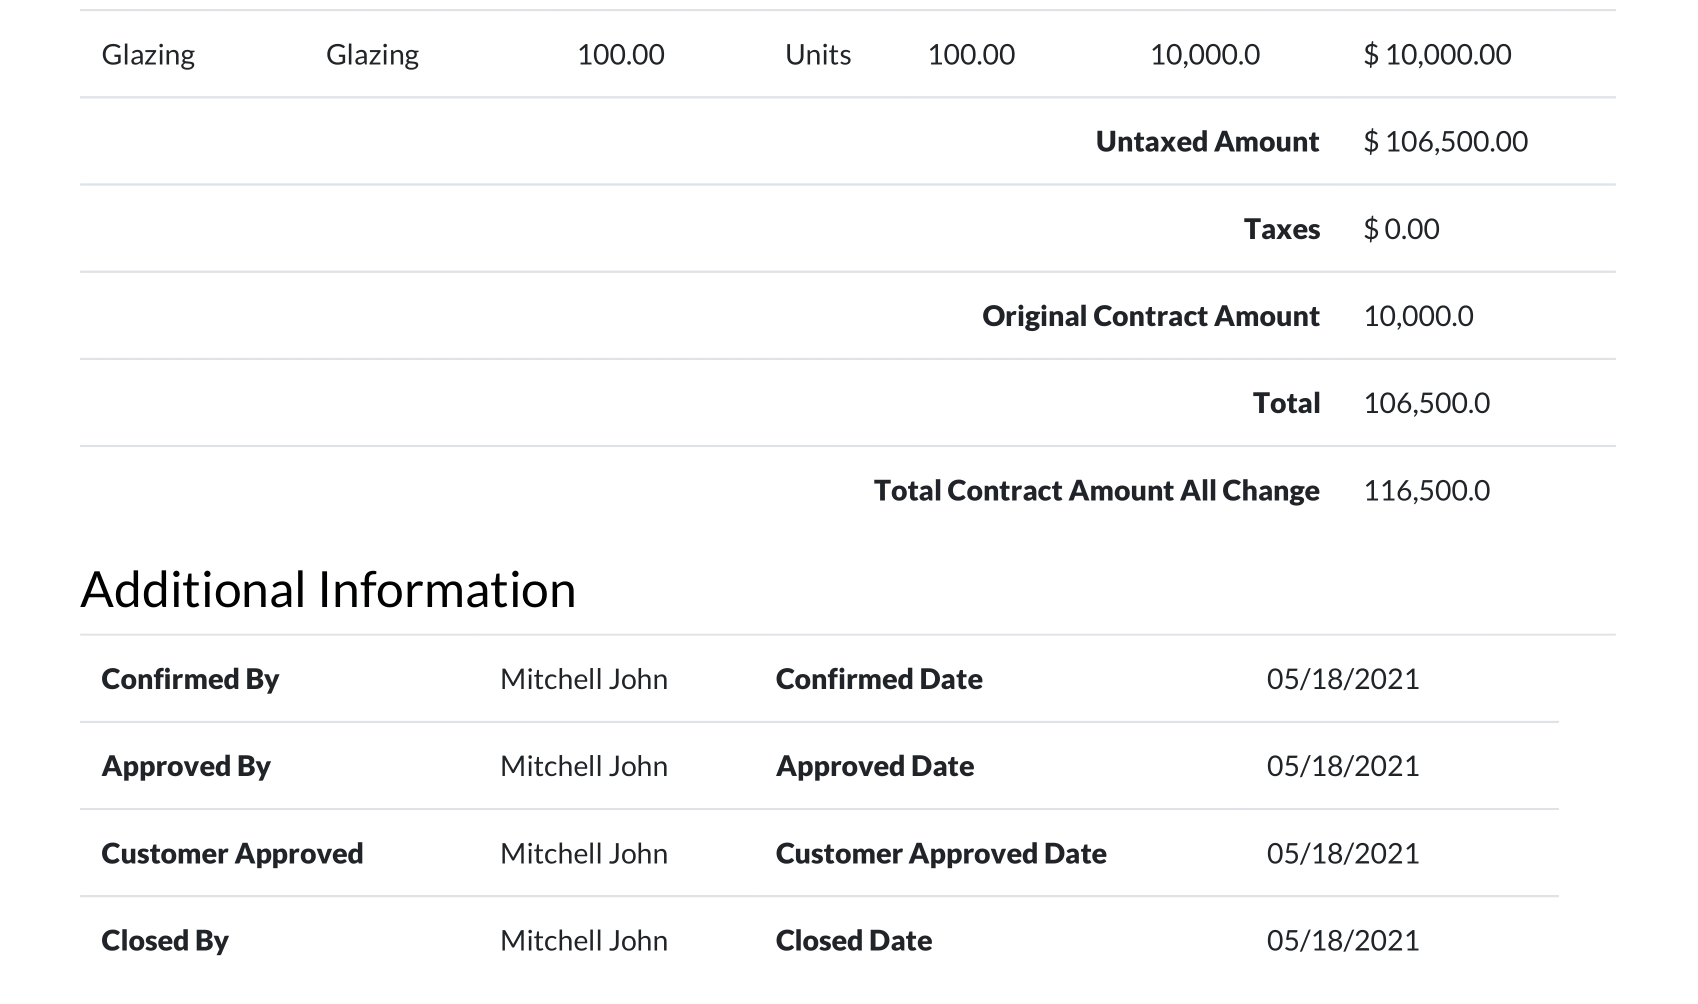 Glazing Glazing 100.00 Units 100.00 10,000.0 $ 10,000.00
Untaxed Amount $ 106,500.00
Taxes $ 0.00
Original Contract Amount 10,000.0
Total 106,500.0
Total Contract Amount All Change 116,500.0
Additional Information
Confirmed By Mitchell John Confirmed Date 05/18/2021
Approved By Mitchell John Approved Date 05/18/2021
Customer Approved Mitchell John Customer Approved Date 05/18/2021
Closed By Mitchell John Closed Date 05/18/2021